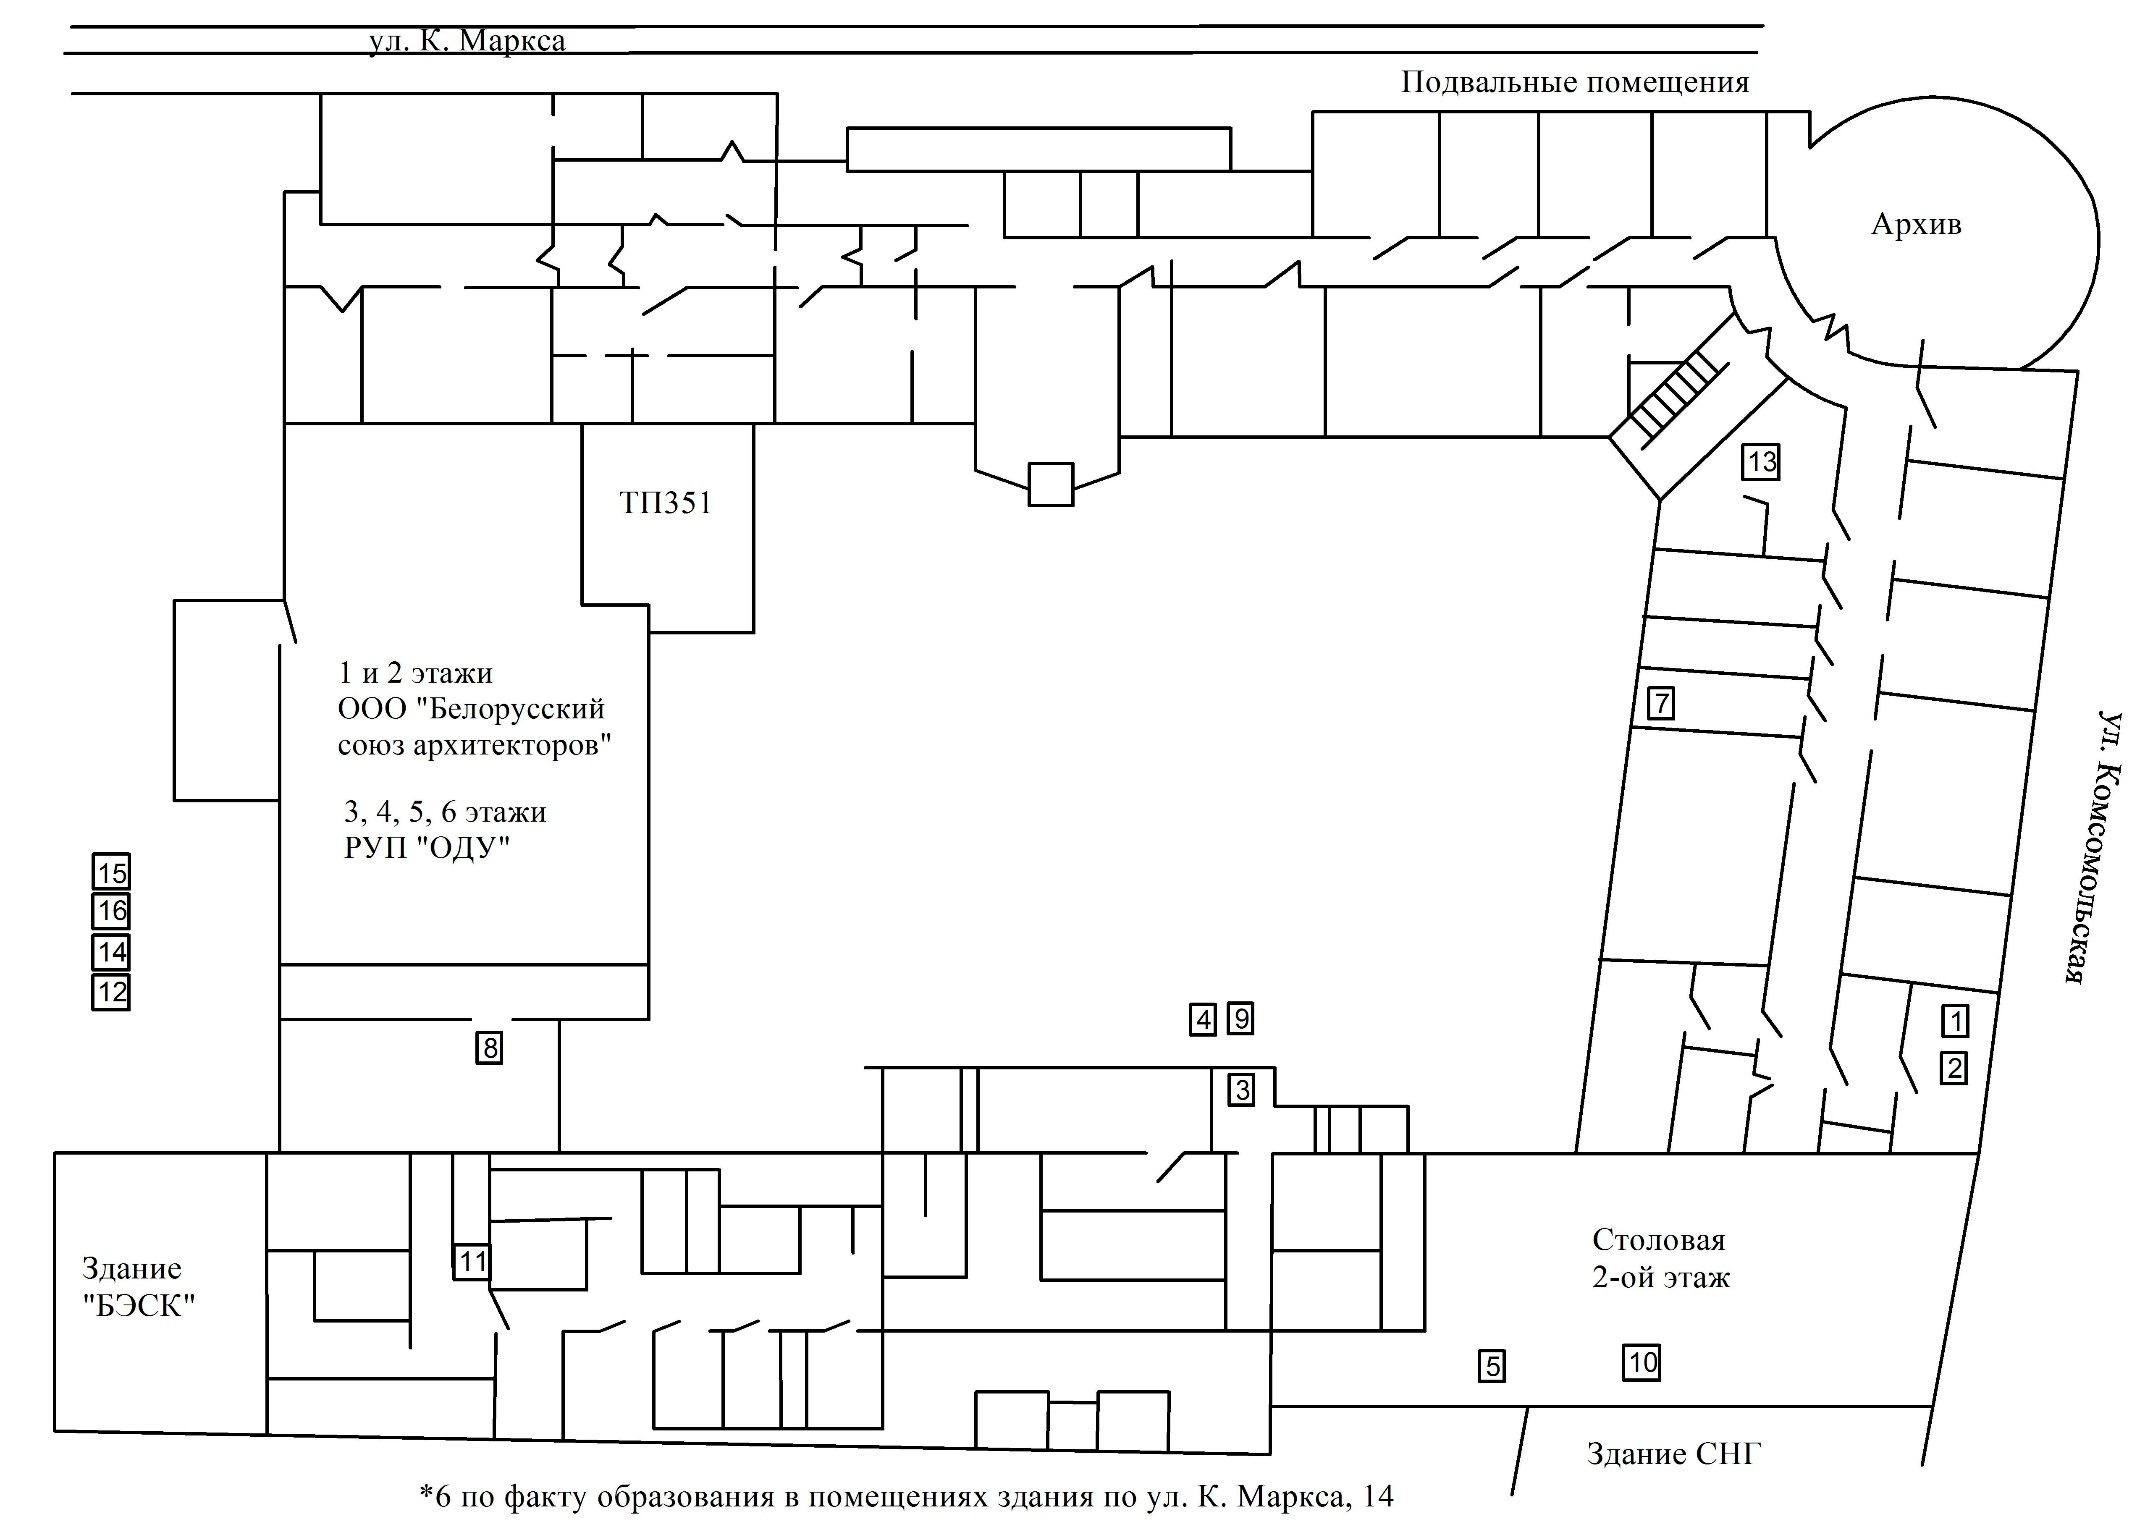 ул. К. Маркса
Подвальные помещения
Архив
13
ТП351
1 и 2 этажи
ООО "Белорусский
союз архитекторов"
3, 4, 5, 6 этажи
РУП "ОДУ"
7
ул. Комсомольская
15
16
14
12
8
4 9
3
1
2
11
Здание
"БЭСК"
Столовая
2-ой этаж
5 10
Здание СНГ
*6 по факту образования в помещениях здания по ул. К. Маркса, 14